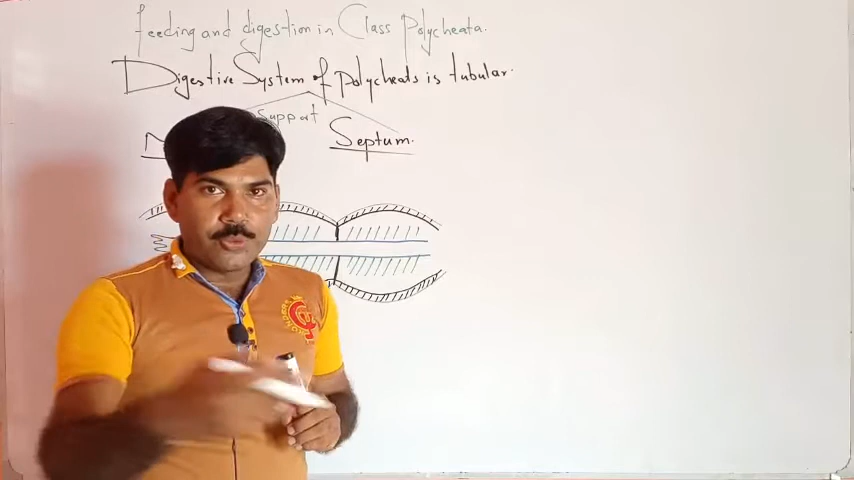 feeding and digestion in Class Polycheata.
Digestive System of Polycheats is tubular.
Support
Septum.